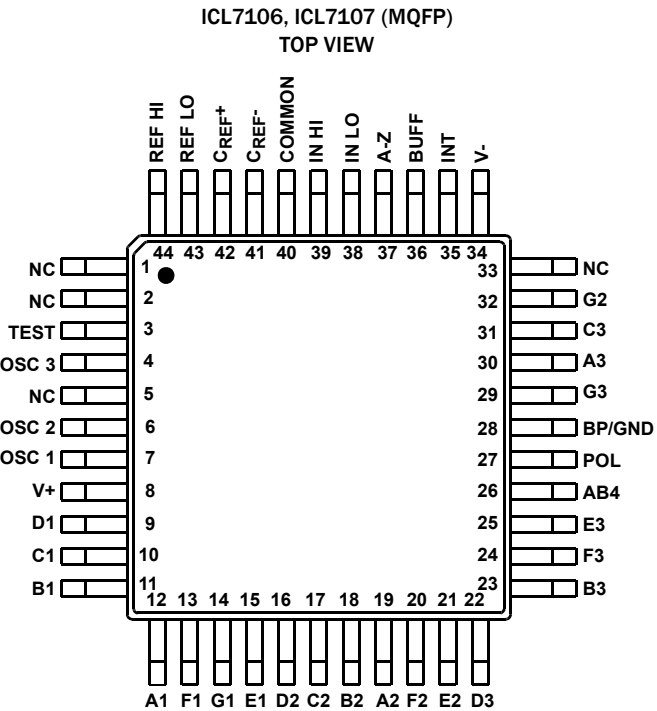 ICL7106, ICL7107 (MQFP)
TOP VIEW
REF HI
REF LO
CREF+
CREF-
COMMON
IN HI
IN LO
A-Z
BUFF
INT
V-
44 43 42 41 40 39 38 37 36 35 34
NC 1 33 NC
NC 2 32 G2
TEST 3 31 C3
OSC 3 4 30 A3
NC 5 29 G3
OSC 2 6 28 BP/GND
OSC 1 7 27 POL
V+ 8 26 AB4
D1 9 25 E3
C1 10 24 F3
B1 11 23 B3
12 13 14 15 16 17 18 19 20 21 22
A1 F1 G1 E1 D2 C2 B2 A2 F2 E2 D3